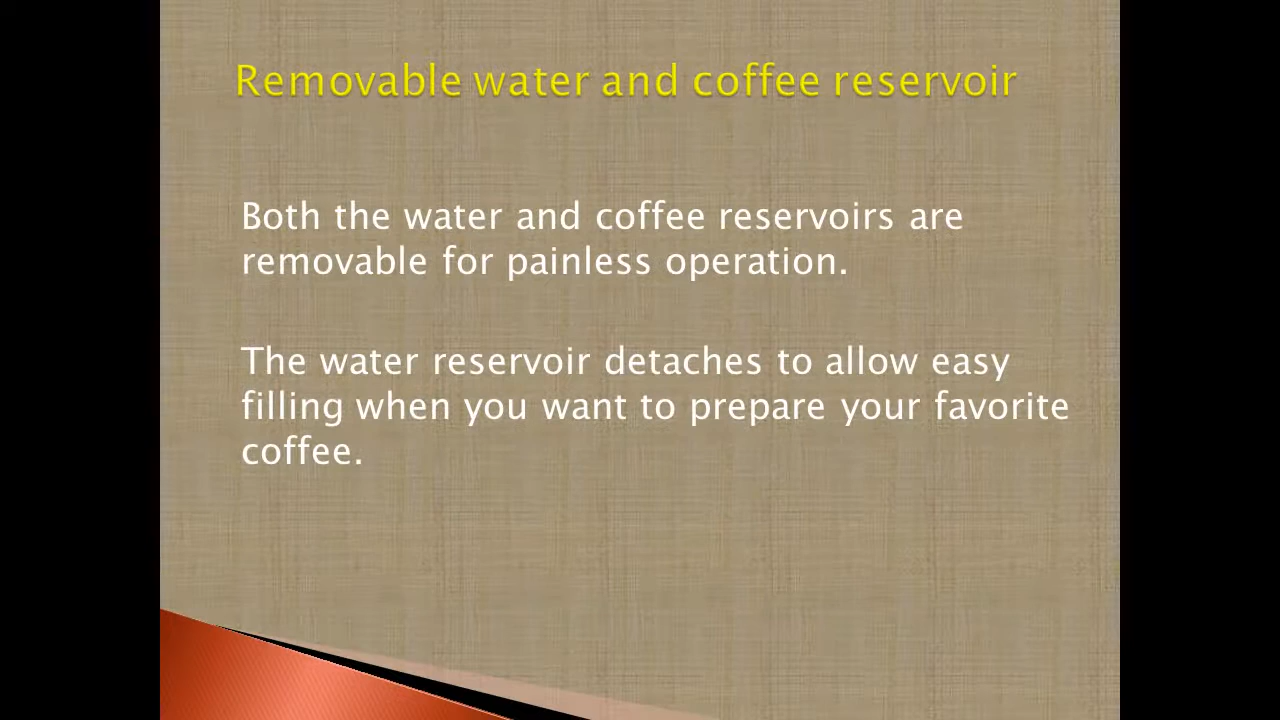 Removable water and coffee reservoir
Both the water and coffee reservoirs are
removable for painless operation.
The water reservoir detaches to allow easy
filling when you want to prepare your favorite
coffee.